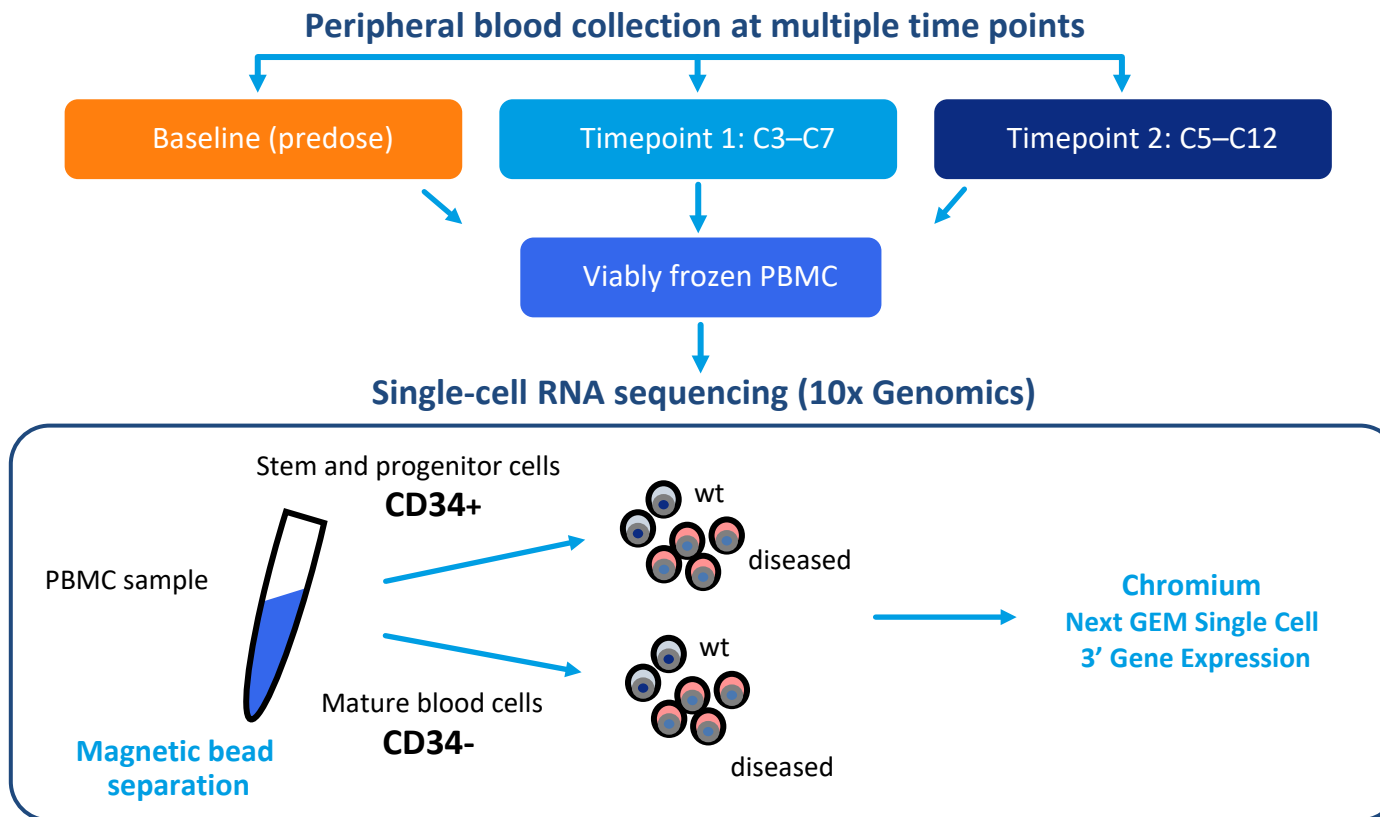 Peripheral blood collection at multiple time points
Baseline (predose)
Timepoint 1: C3–C7
Timepoint 2: C5–C12
Viably frozen PBMC
Single-cell RNA sequencing (10x Genomics)
Stem and progenitor cells
CD34+
wt
diseased
PBMC sample
Chromium
Next GEM Single Cell
3’ Gene Expression
wt
Mature blood cells
CD34-
diseased
Magnetic bead
separation